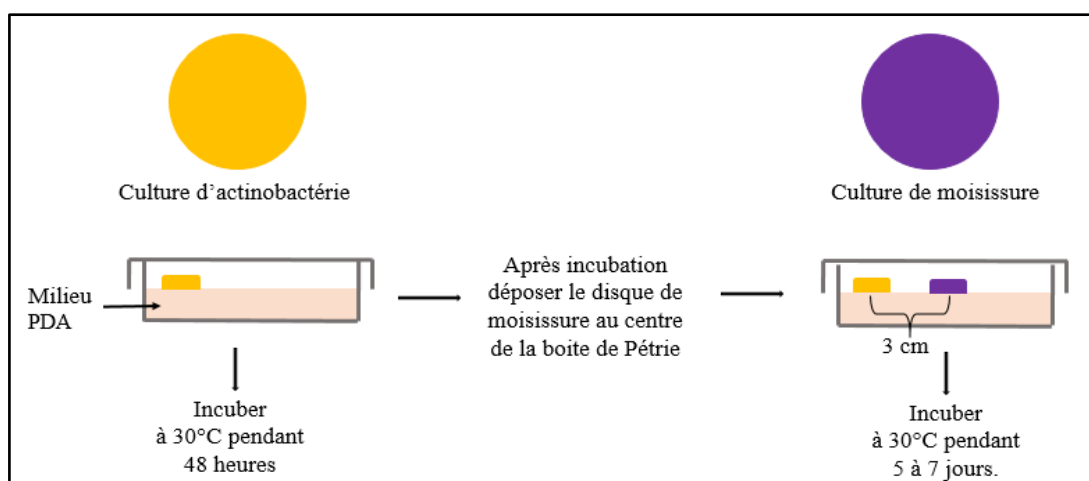 Culture d'actinobactérie
Culture de moisissure
Milieu
PDA
Après incubation
déposer le disque de
moisissure au centre
de la boite de Pétrie
3 cm
Incuber
à 30°C pendant
48 heures
Incuber
à 30°C pendant
5 à 7 jours.